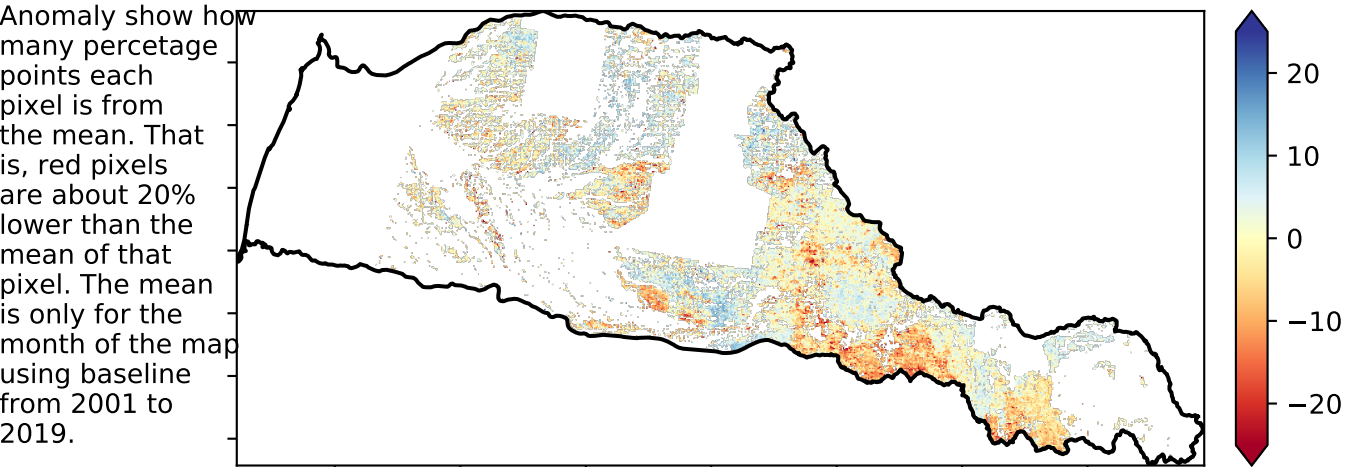 Anomaly show how
many percetage
points each
pixel is from
the mean. That
is, red pixels
are about 20%
lower than the
mean of that
pixel. The mean
is only for the
month of the map
using baseline
from 2001 to
2019.
20
10
0
−10
−20